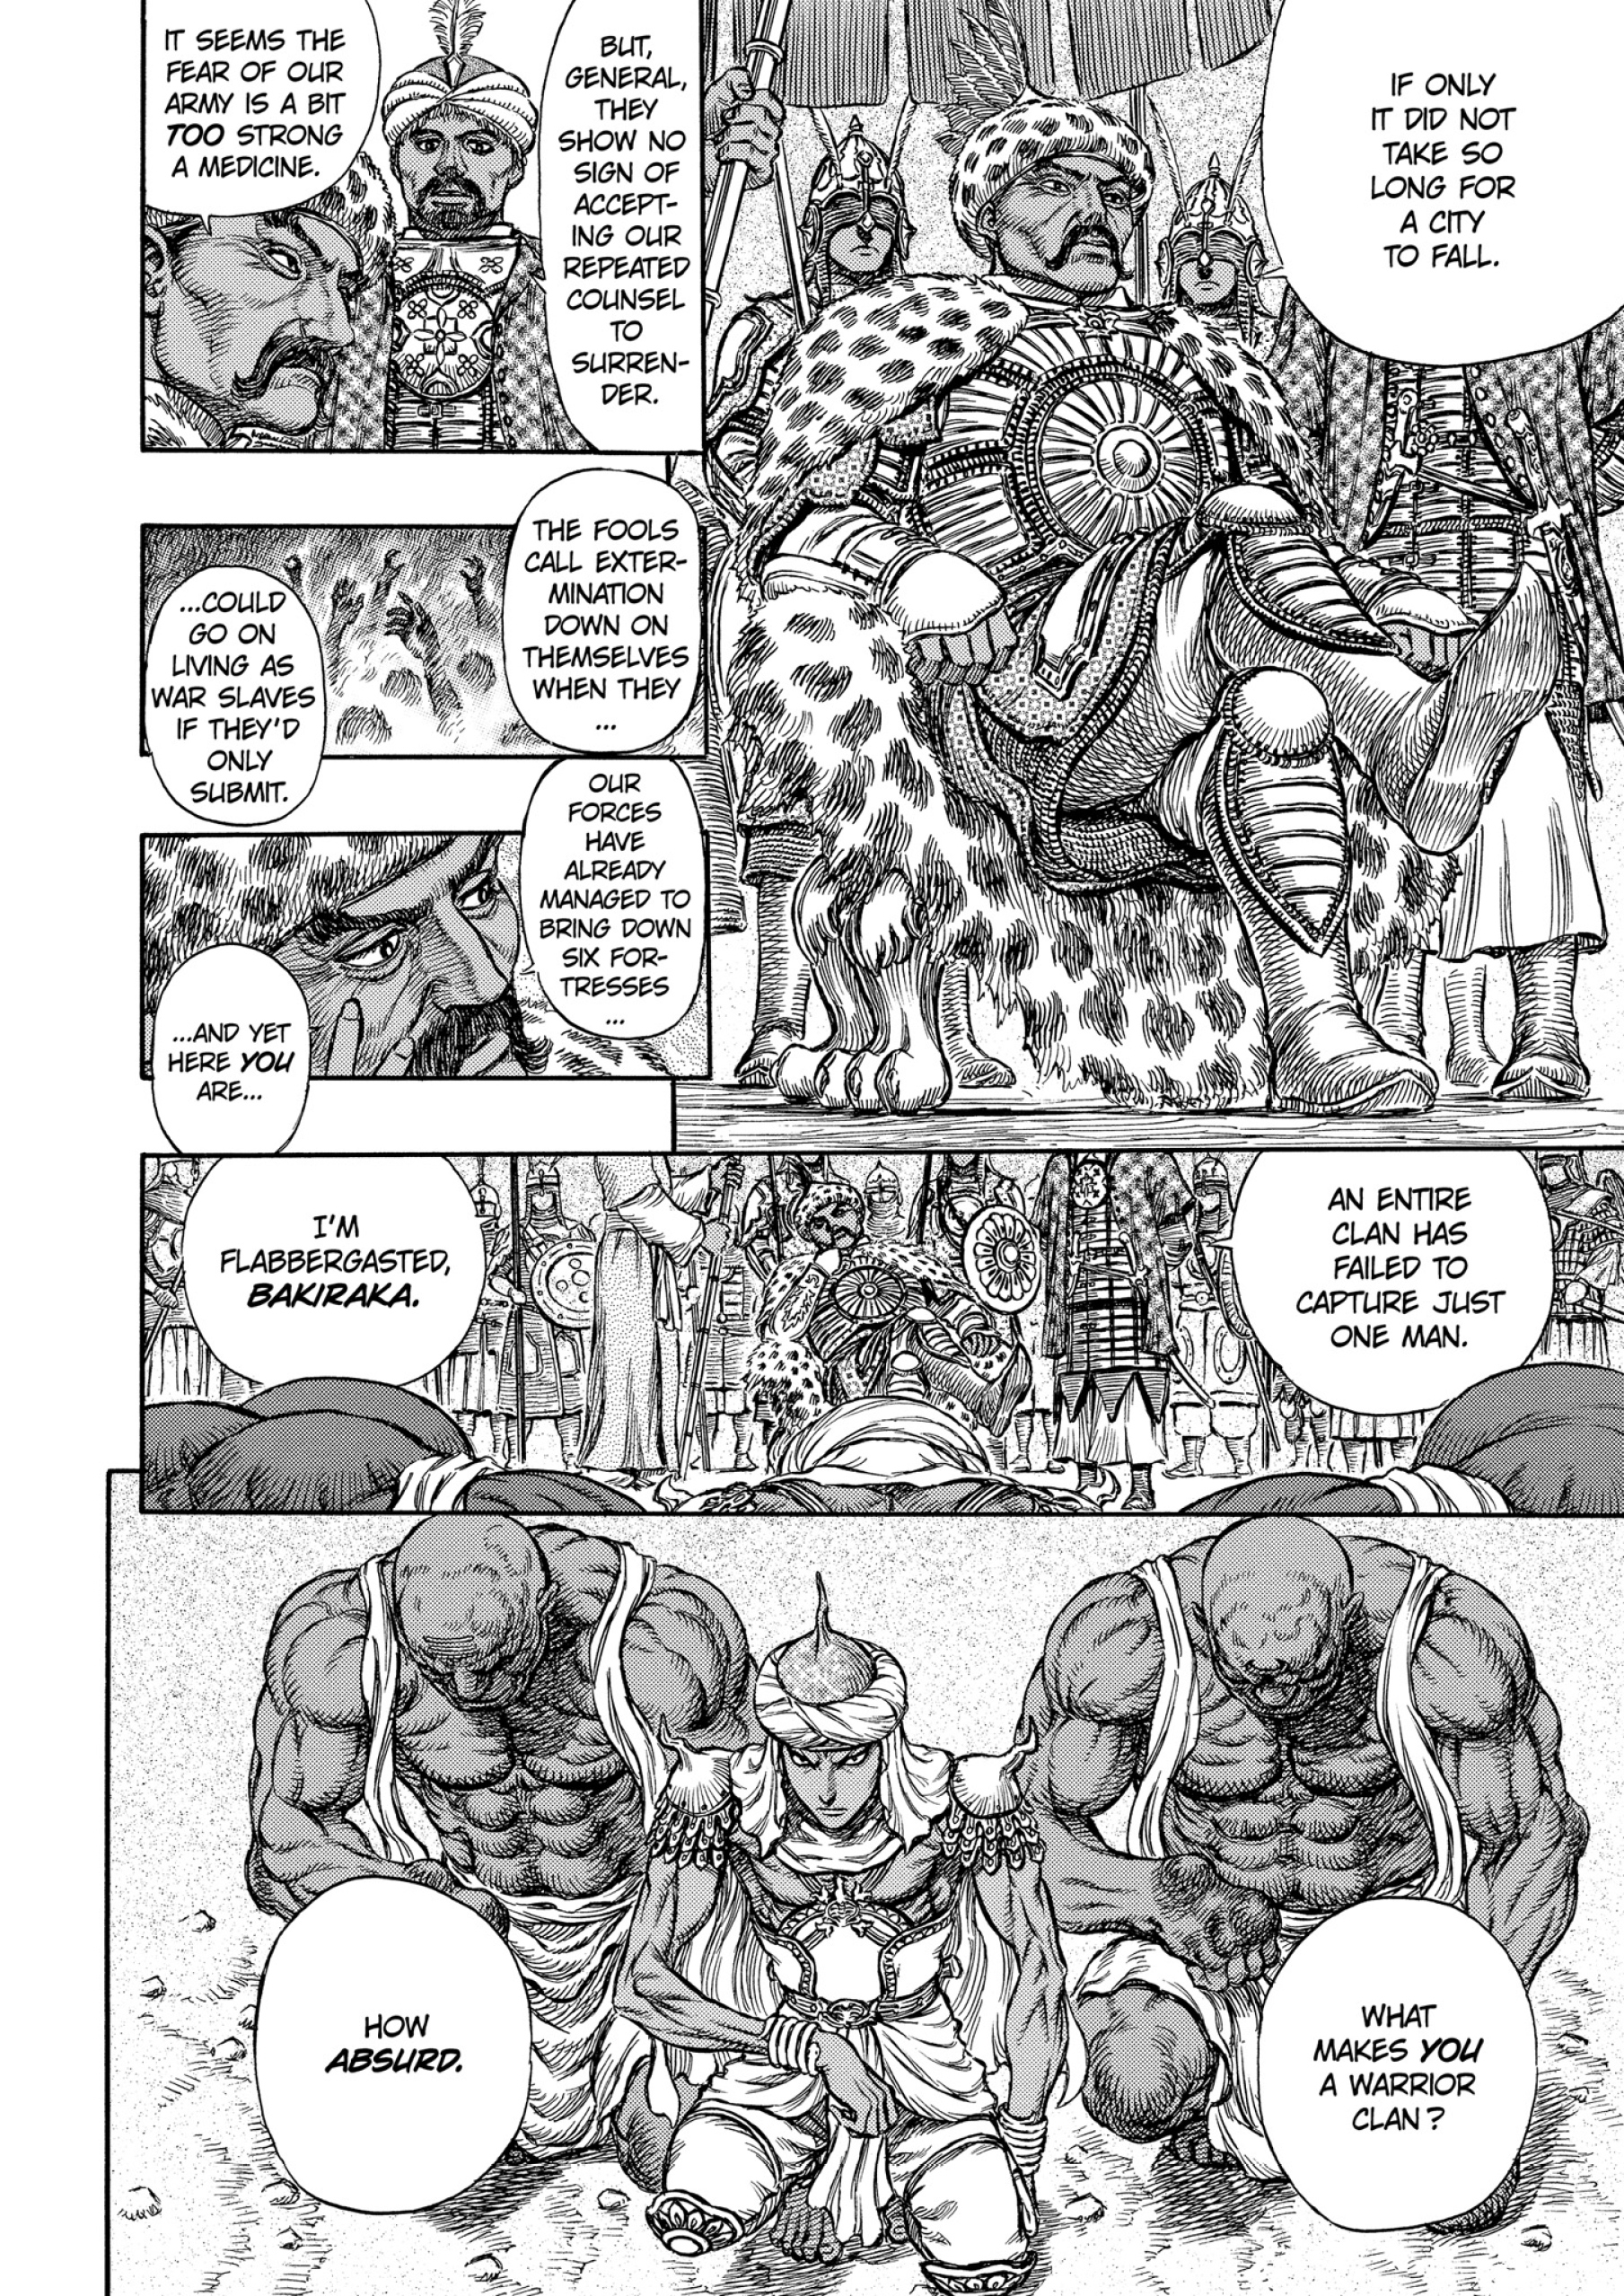 IF ONLY
IT DID NOT
TAKE SO
LONG FOR
A CITY
TO FALL.
BUT,
GENERAL,
THEY
SHOW NO
SIGN OF
ACCEPT-
ING OUR
REPEATED
COUNSEL
TO
SURREN-
DER.
IT SEEMS THE
FEAR OF OUR
ARMY IS A BIT
TOO STRONG
A MEDICINE.
THE FOOLS
CALL EXTER-
MINATION
DOWN ON
THEMSELVES
WHEN THEY
...
...COULD
GO ON
LIVING AS
WAR SLAVES
IF THEY'D
ONLY
SUBMIT.
OUR
FORCES
HAVE
ALREADY
MANAGED TO
BRING DOWN
SIX FOR-
TRESSES
...
...AND YET
HERE YOU
ARE...
AN ENTIRE
CLAN HAS
FAILED TO
CAPTURE JUST
ONE MAN.
I'M
FLABBERGASTED,
BAKIRAKA.
WHAT
MAKES YOU
A WARRIOR
CLAN?
HOW
ABSURD.